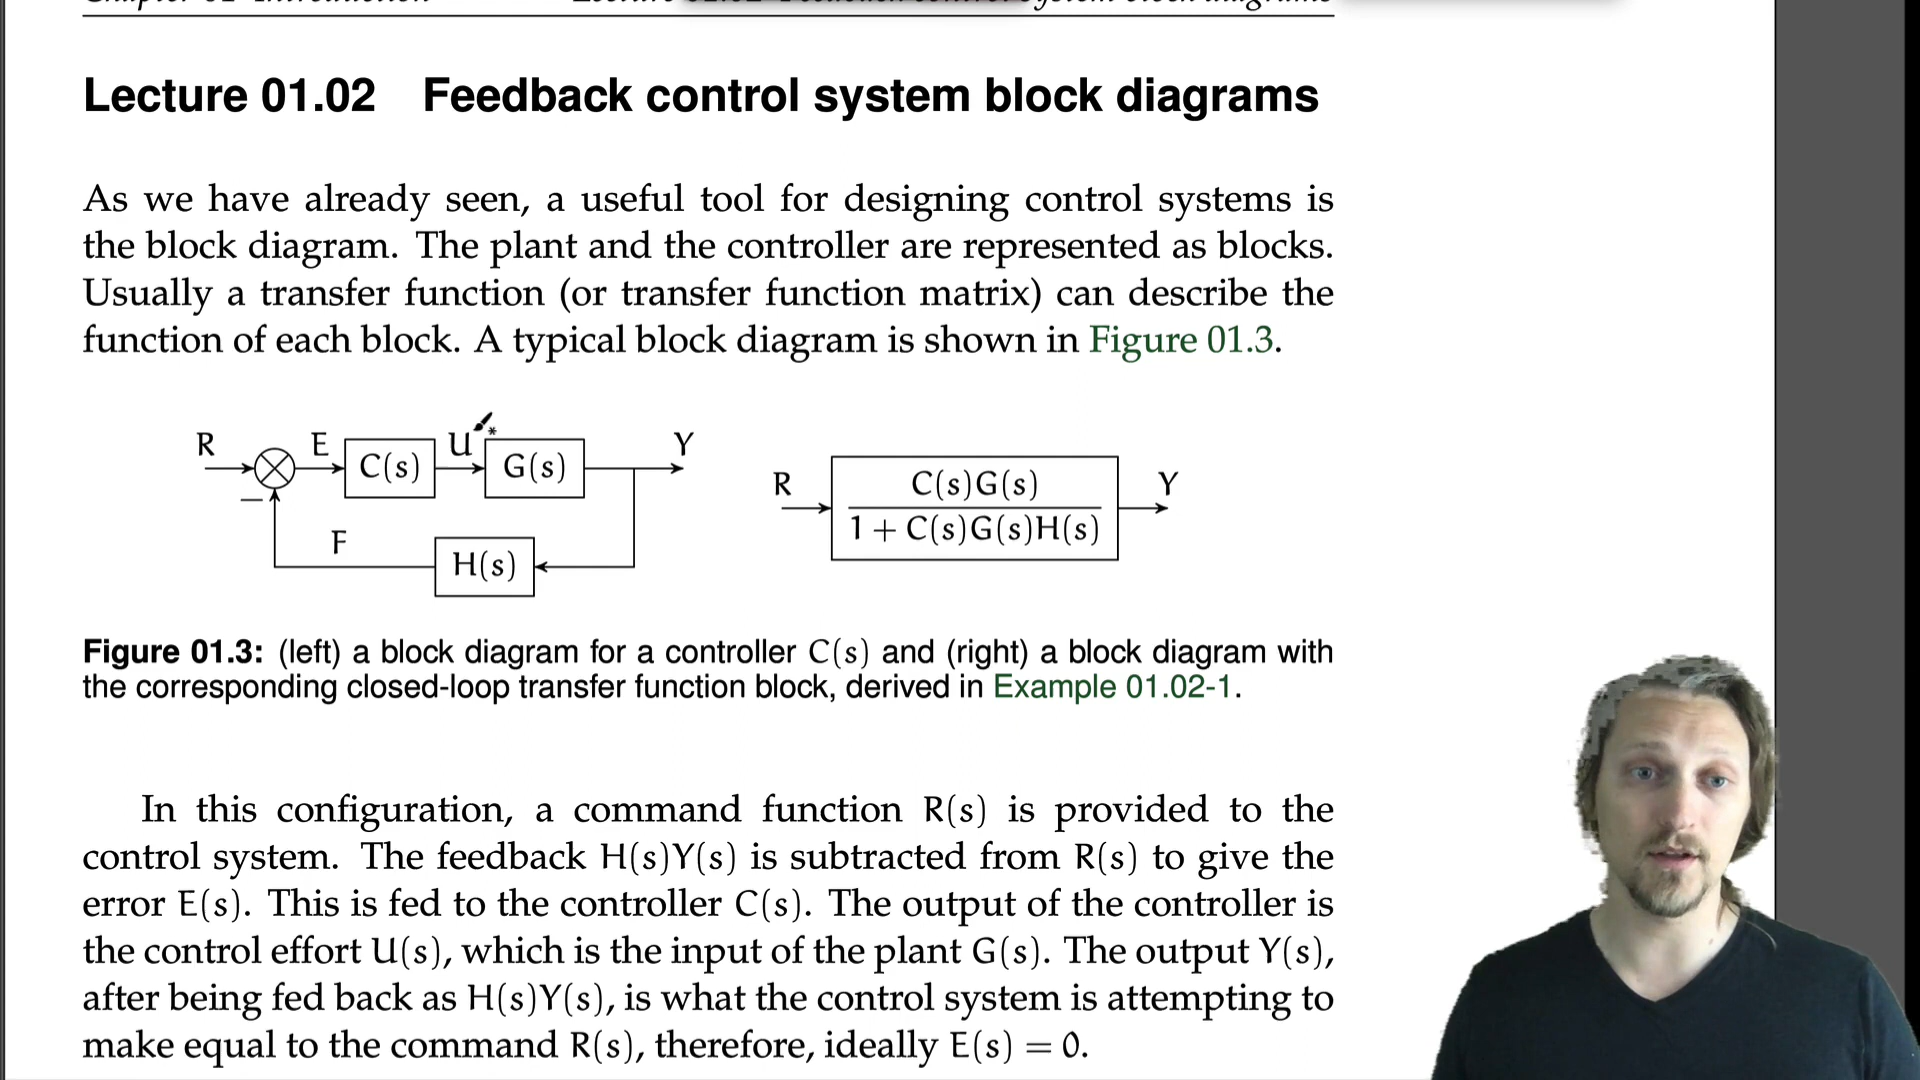 Lecture 01.02 Feedback control system block diagrams
As we have already seen, a useful tool for designing control systems is
the block diagram. The plant and the controller are represented as blocks.
Usually a transfer function (or transfer function matrix) can describe the
function of each block. A typical block diagram is shown in Figure 01.3.
R E C(s) U G(s) Y
−
F H(s)
R C(s)G(s) Y
1 + C(s)G(s)H(s)
Figure 01.3: (left) a block diagram for a controller C(s) and (right) a block diagram with
the corresponding closed-loop transfer function block, derived in Example 01.02-1.
In this configuration, a command function R(s) is provided to the
control system. The feedback H(s)Y(s) is subtracted from R(s) to give the
error E(s). This is fed to the controller C(s). The output of the controller is
the control effort U(s), which is the input of the plant G(s). The output Y(s),
after being fed back as H(s)Y(s), is what the control system is attempting to
make equal to the command R(s), therefore, ideally E(s) = 0.